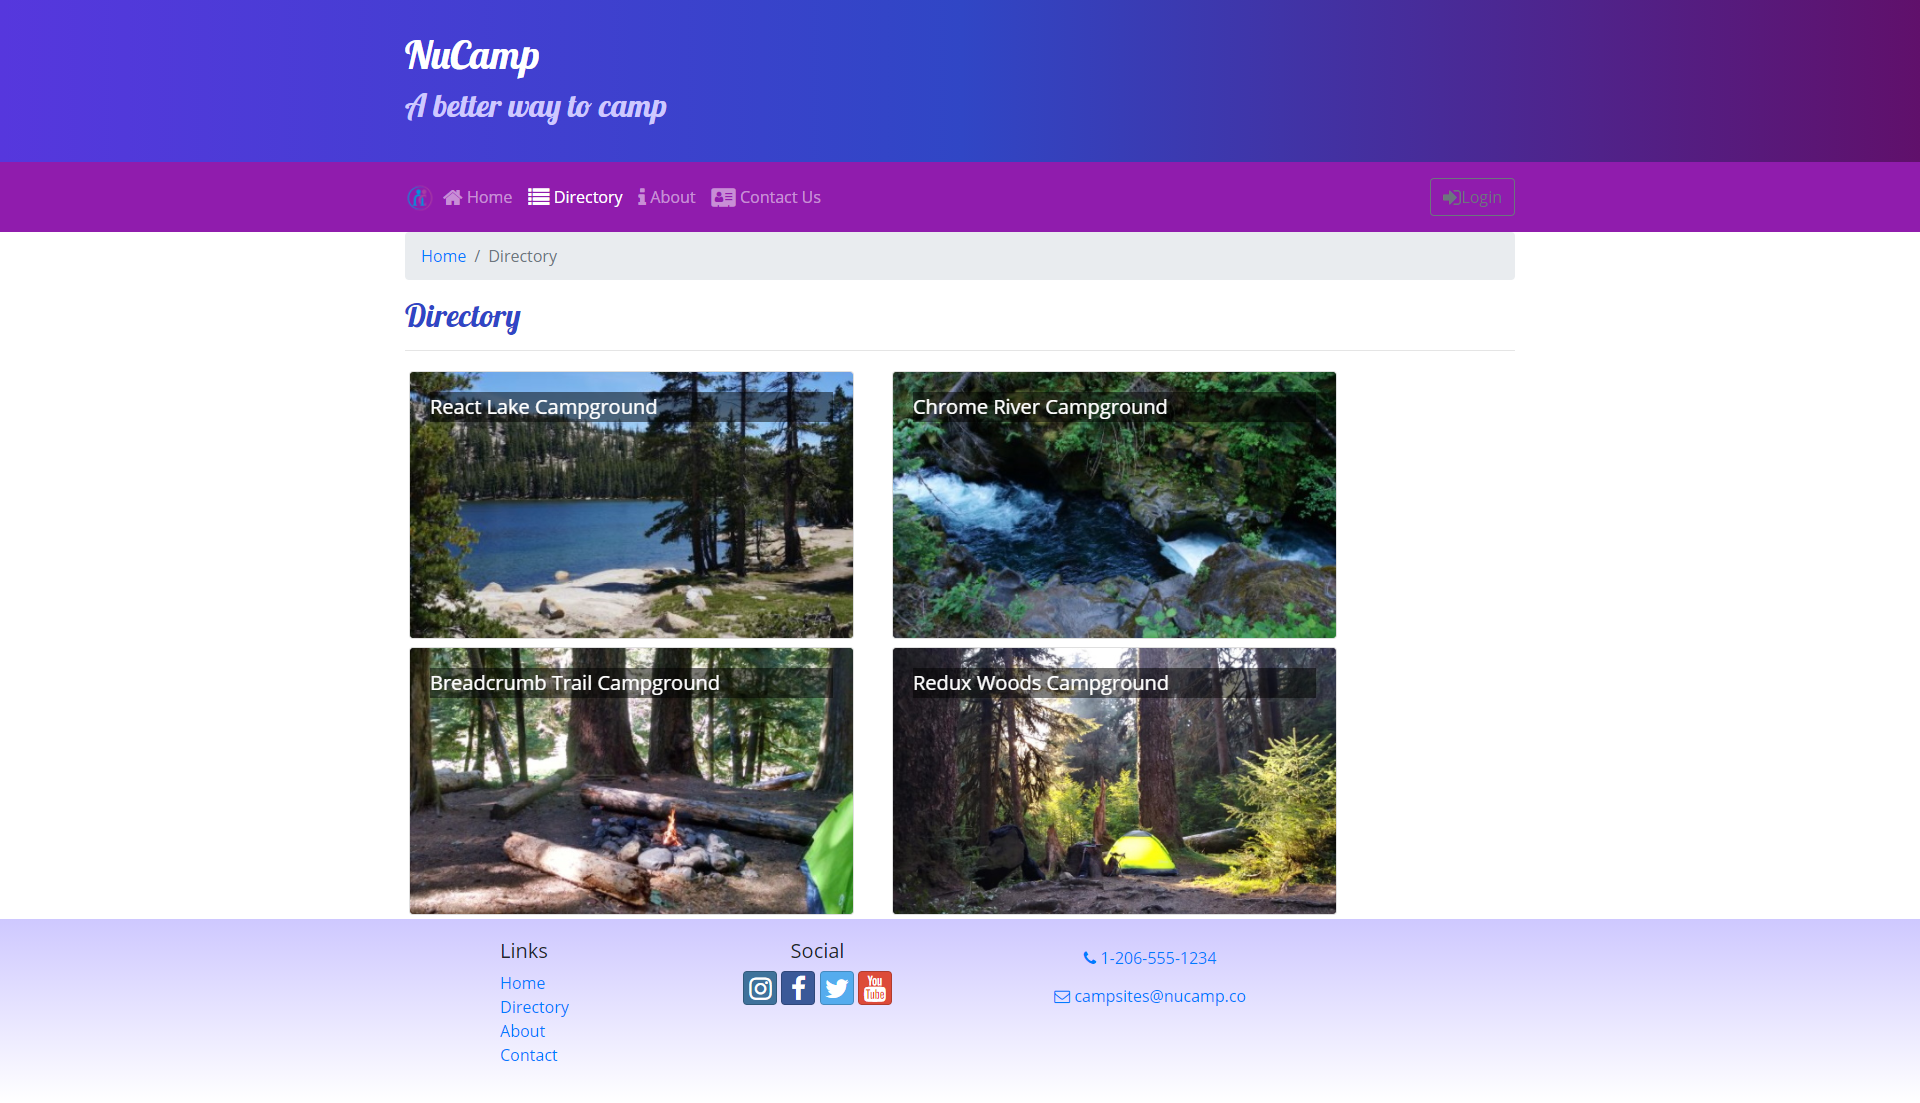 NuCamp
A better way to camp
Home Directory About Contact Us Login
Home / Directory
Directory
React Lake Campground
Chrome River Campground
Breadcrumb Trail Campground
Redux Woods Campground
Links
Home
Directory
About
Contact
Social
You
Tube
1-206-555-1234
campsites@nucamp.co